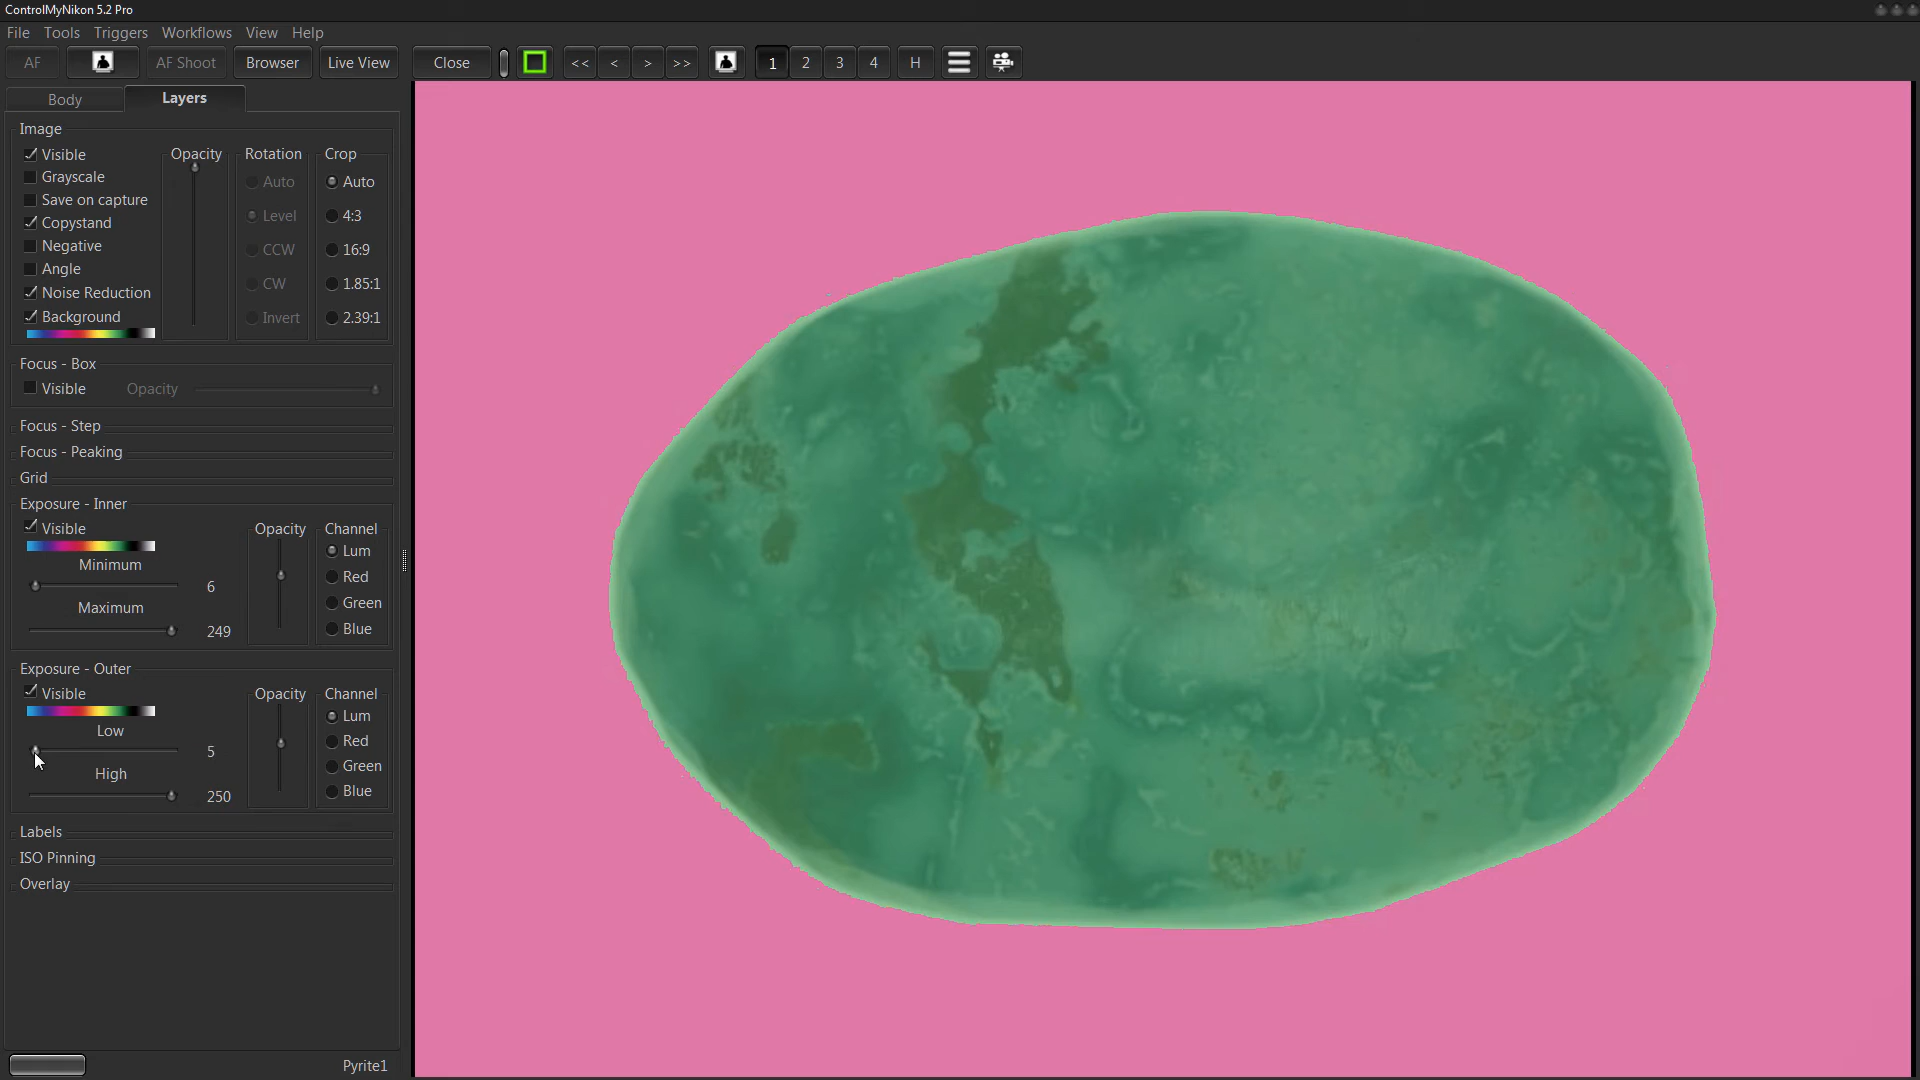 ControlMyNikon 5.2 Pro
File Tools Triggers Workflows View Help
AF AF Shoot Browser Live View Close << < > >> 1 2 3 4 H
Body Layers
Image
Visible Opacity Rotation Crop
Grayscale Auto Auto
Save on capture
Copystand Level 4:3
Negative CCW 16:9
Angle
Noise Reduction CW 1.85:1
Background Invert 2.39:1
Focus - Box
Visible Opacity
Focus - Step
Focus - Peaking
Grid
Exposure - Inner
Visible Opacity Channel
Lum
Minimum
6 Red
Maximum Green
249 Blue
Exposure - Outer
Visible Opacity Channel
Lum
Low
5 Red
High Green
250 Blue
Labels
ISO Pinning
Overlay
Pyrite1